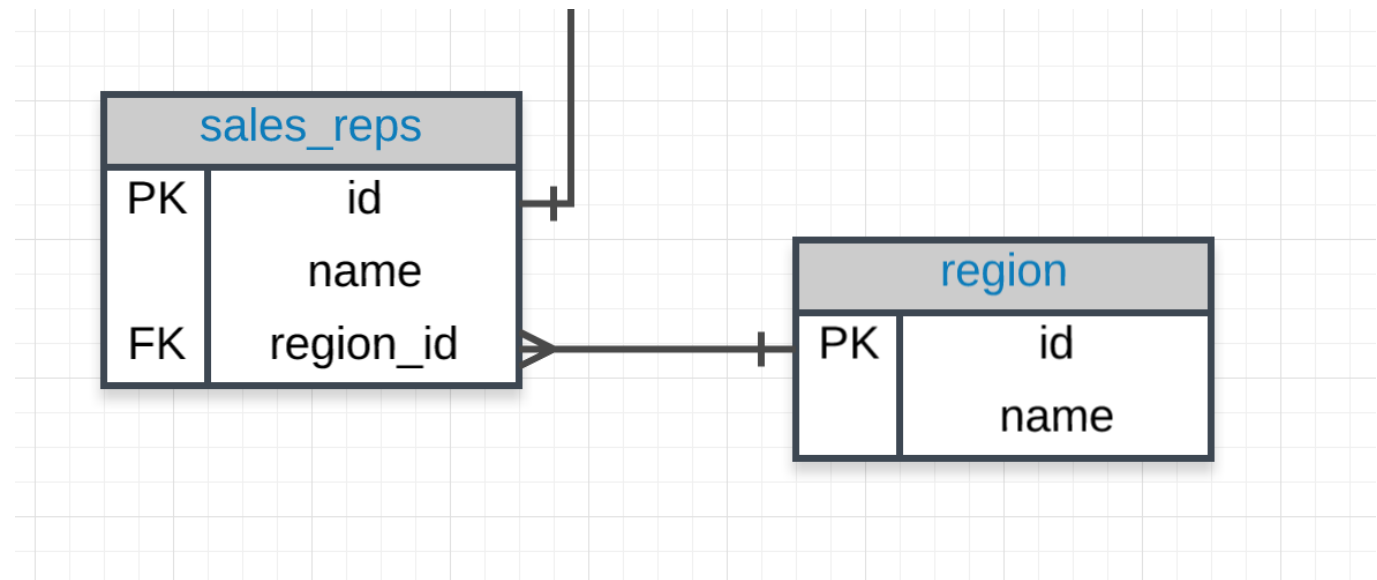 sales_reps
PK id
name
FK region_id
region
PK id
name